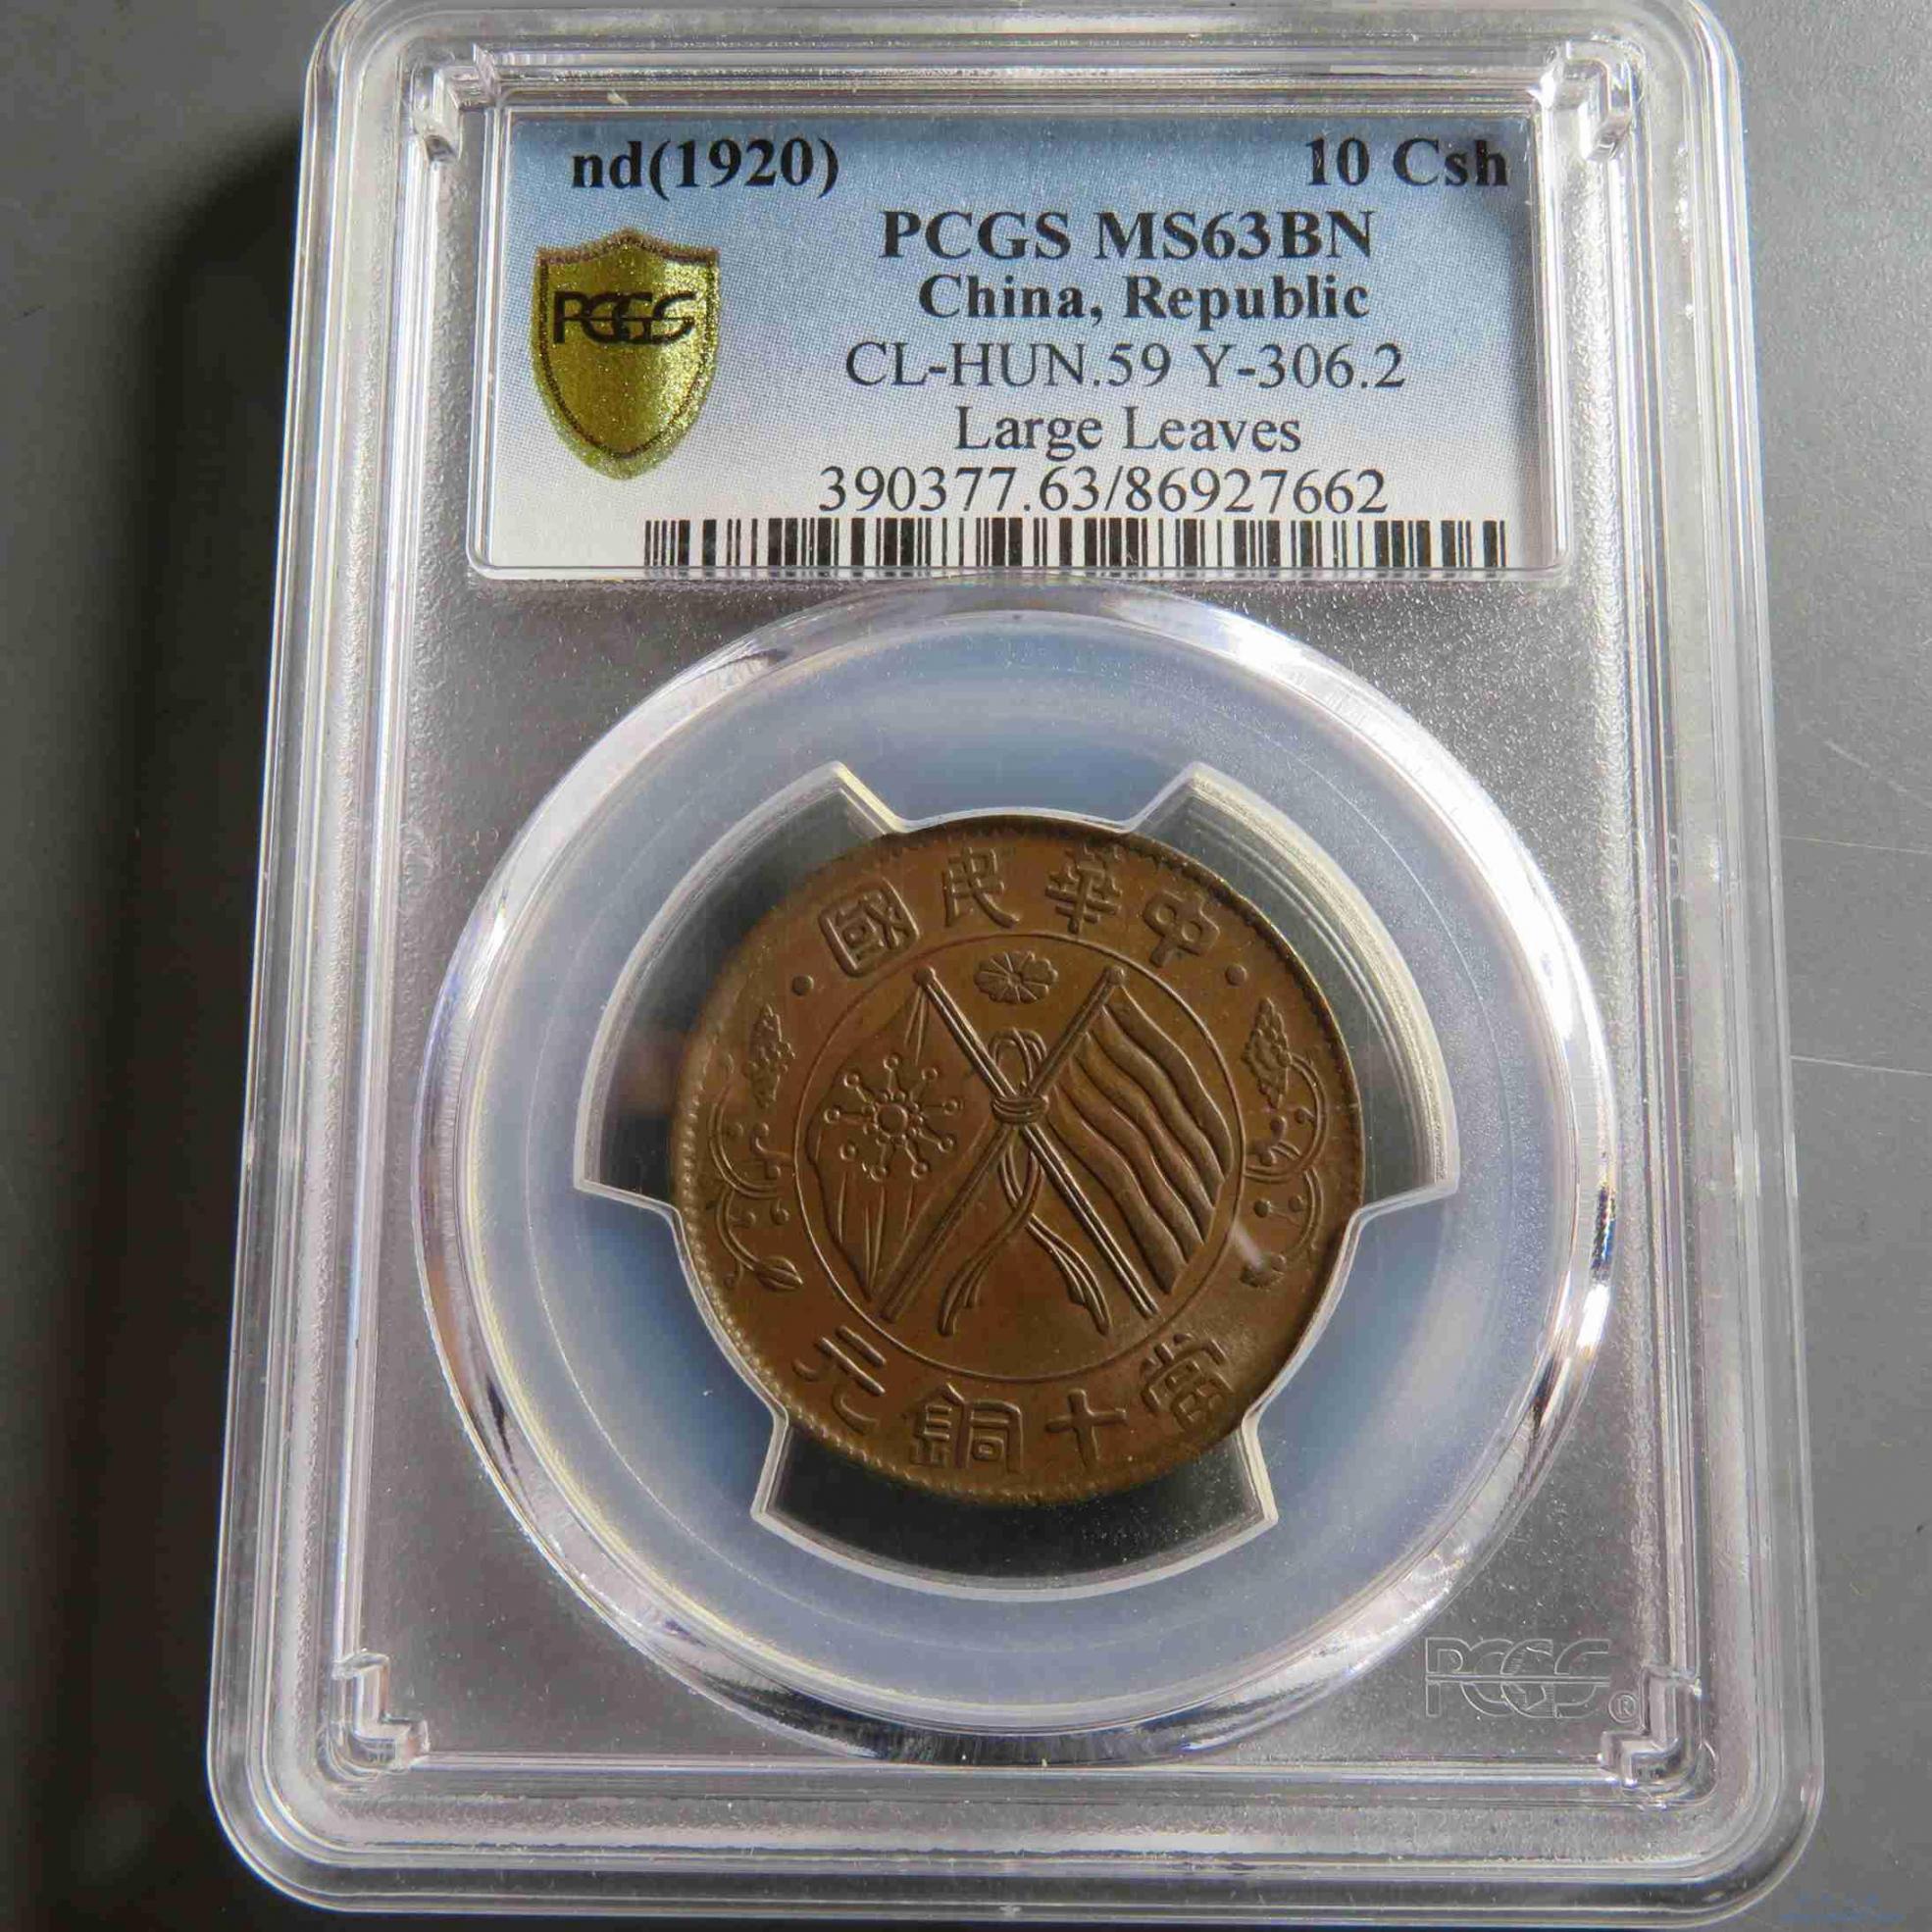 nd(1920) 10 Csh
PCGS MS63BN
PCGS
China, Republic
CL-HUN.59 Y-306.2
Large Leaves
390377.63/86927662
國民華中
元銅十當
PCGS®